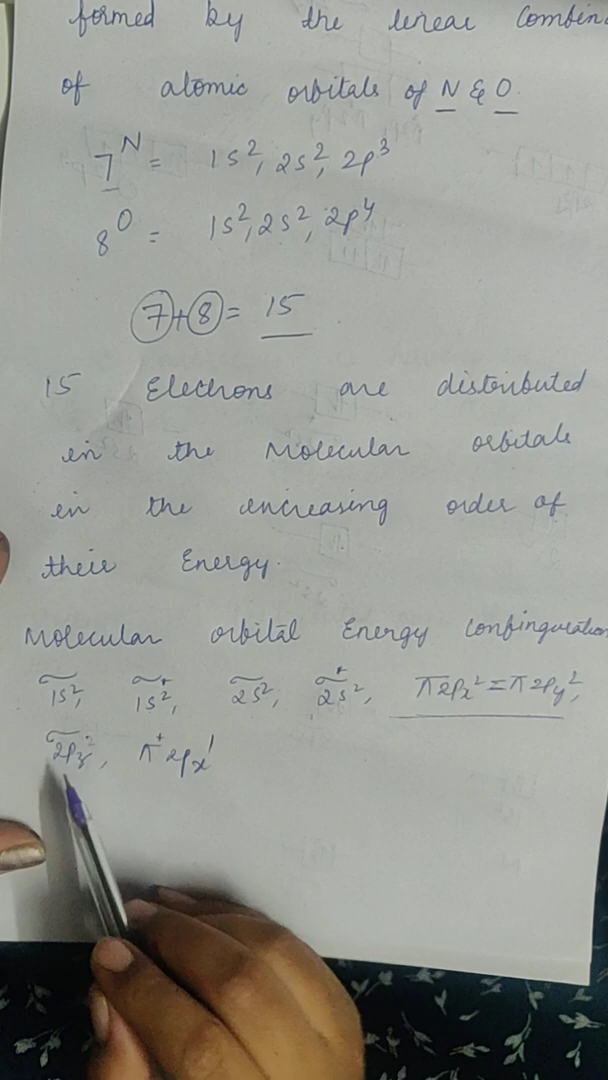 formed by the linear Combin
of atomic orbitals of N & O.
7N = 1s², 2s², 2p³
8O = 1s², 2s², 2p⁴
7+8 = 15
15 Electrons are distributed
in the Molecular orbitals
in the increasing order of
their Energy.
Molecular orbital Energy Configuration
σ1s², σ*1s², σ2s², σ*2s², π2px² = π2py²,
σ2pz², π*2px¹